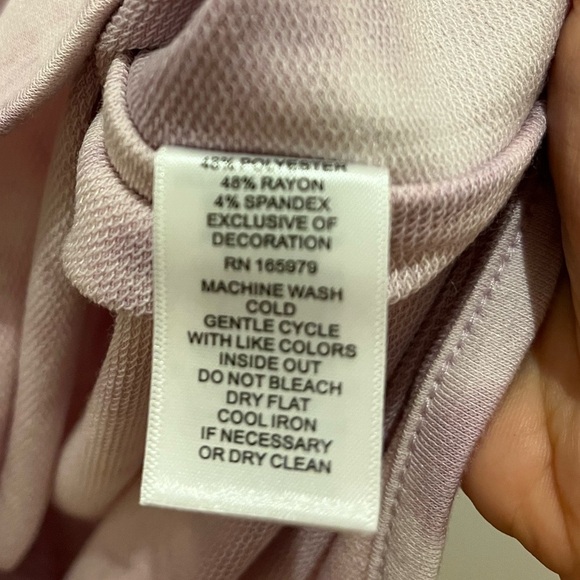 48% POLYESTER
48% RAYON
4% SPANDEX
EXCLUSIVE OF
DECORATION
RN 165979
MACHINE WASH
COLD
GENTLE CYCLE
WITH LIKE COLORS
INSIDE OUT
DO NOT BLEACH
DRY FLAT
COOL IRON
IF NECESSARY
OR DRY CLEAN